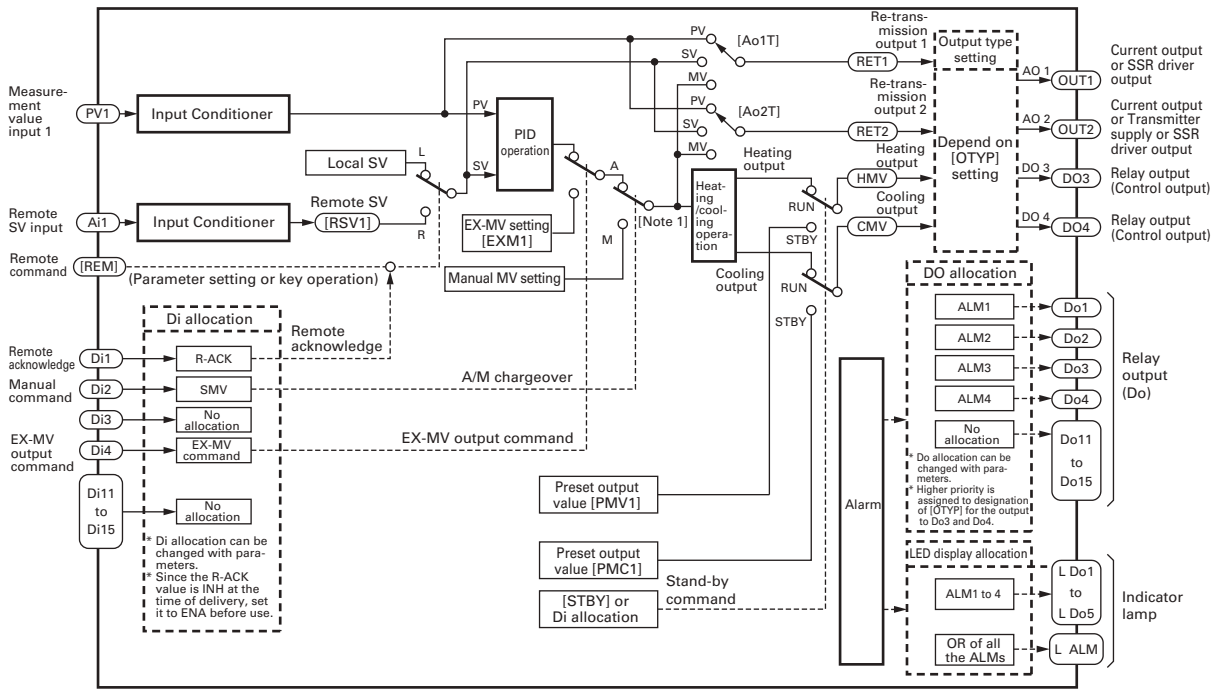 Measure-
ment
value
input 1
PV1
Input Conditioner
Local SV
L
Remote
SV input
Ai1
Input Conditioner
Remote SV
[RSV1]
R
Remote
command
[REM]
(Parameter setting or key operation)
PV
SV
PID
operation
EX-MV setting
[EXM1]
Manual MV setting
A
M
[Note 1]
PV
SV
MV
[Ao1T]
PV
SV
MV
[Ao2T]
Heat-
ing
/cool-
ing
opera-
tion
Heating
output
Cooling
output
RUN
STBY
RUN
STBY
Re-trans-
mission
output 1
RET1
Re-trans-
mission
output 2
RET2
Heating
output
HMV
Cooling
output
CMV
Output type
setting
Depend on
[OTYP]
setting
AO 1
OUT1
Current output
or SSR driver
output
AO 2
OUT2
Current output
or Transmitter
supply or SSR
driver output
DO 3
DO3
Relay output
(Control output)
DO 4
DO4
Relay output
(Control output)
Di allocation
Remote
acknowledge
Di1
R-ACK
Remote
acknowledge
Manual
command
Di2
SMV
A/M chargeover
Di3
No
allocation
EX-MV
output
command
Di4
EX-MV
command
EX-MV output command
Di11
to
Di15
No
allocation
* Di allocation can be
changed with para-
meters.
* Since the R-ACK
value is INH at the
time of delivery, set
it to ENA before use.
Preset output
value [PMV1]
Preset output
value [PMC1]
[STBY] or
Di allocation
Stand-by
command
Alarm
DO allocation
ALM1
Do1
ALM2
Do2
ALM3
Do3
ALM4
Do4
No
allocation
Do11
to
Do15
Relay
output
(Do)
* Do allocation can be
changed with para-
meters.
* Higher priority is
assigned to designation
of [OTYP] for the output
to Do3 and Do4.
LED display allocation
ALM1 to 4
L Do1
to
L Do5
OR of all
the ALMs
L ALM
Indicator
lamp